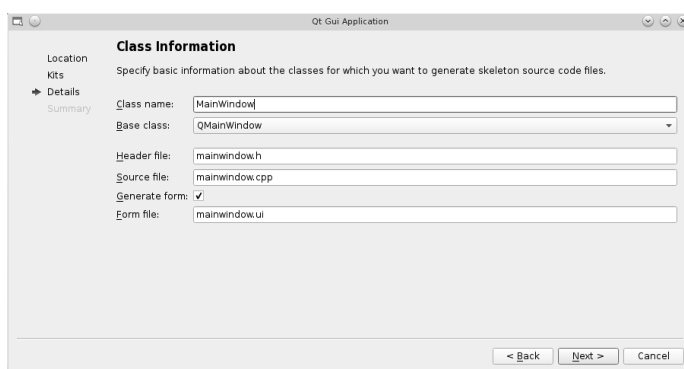 Qt Gui Application
Location
Kits
Details
Summary
Class Information
Specify basic information about the classes for which you want to generate skeleton source code files.
Class name: MainWindow
Base class: QMainWindow
Header file: mainwindow.h
Source file: mainwindow.cpp
Generate form:
Form file: mainwindow.ui
< Back Next > Cancel